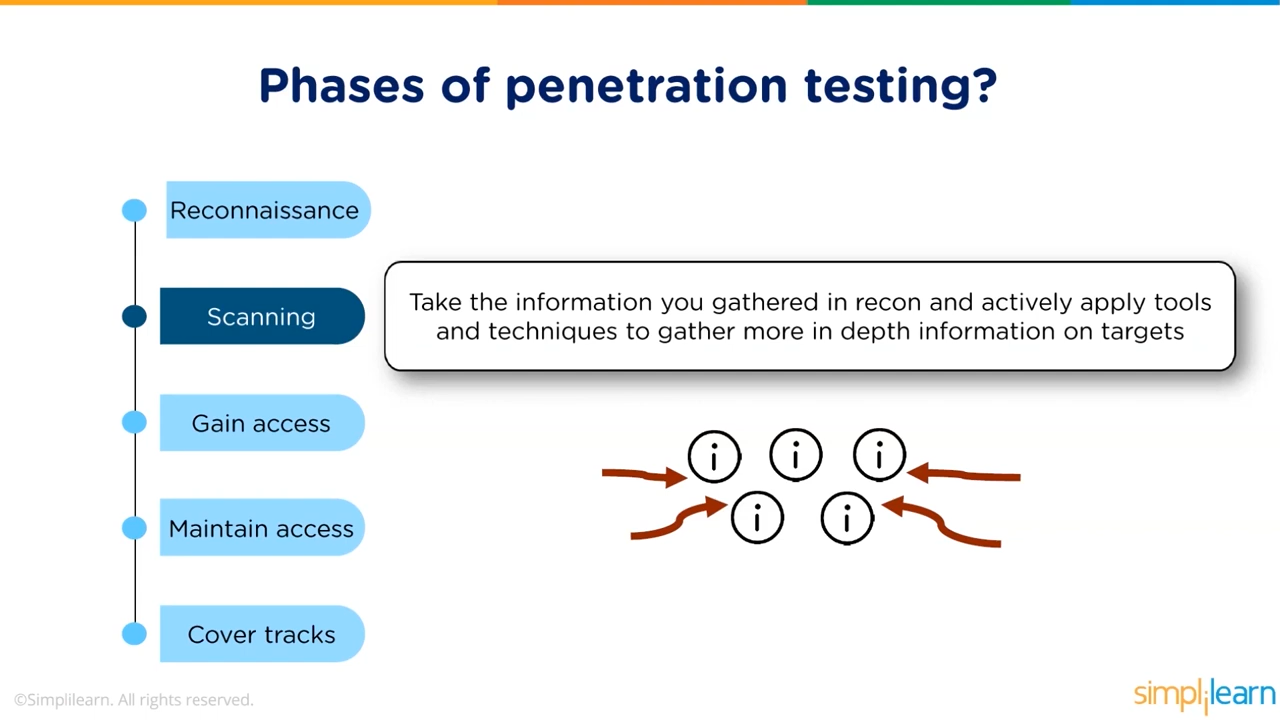 Phases of penetration testing?
Reconnaissance
Scanning
Take the information you gathered in recon and actively apply tools
and techniques to gather more in depth information on targets
Gain access
i i i
i i
Maintain access
Cover tracks
©Simplilearn. All rights reserved.
simplilearn